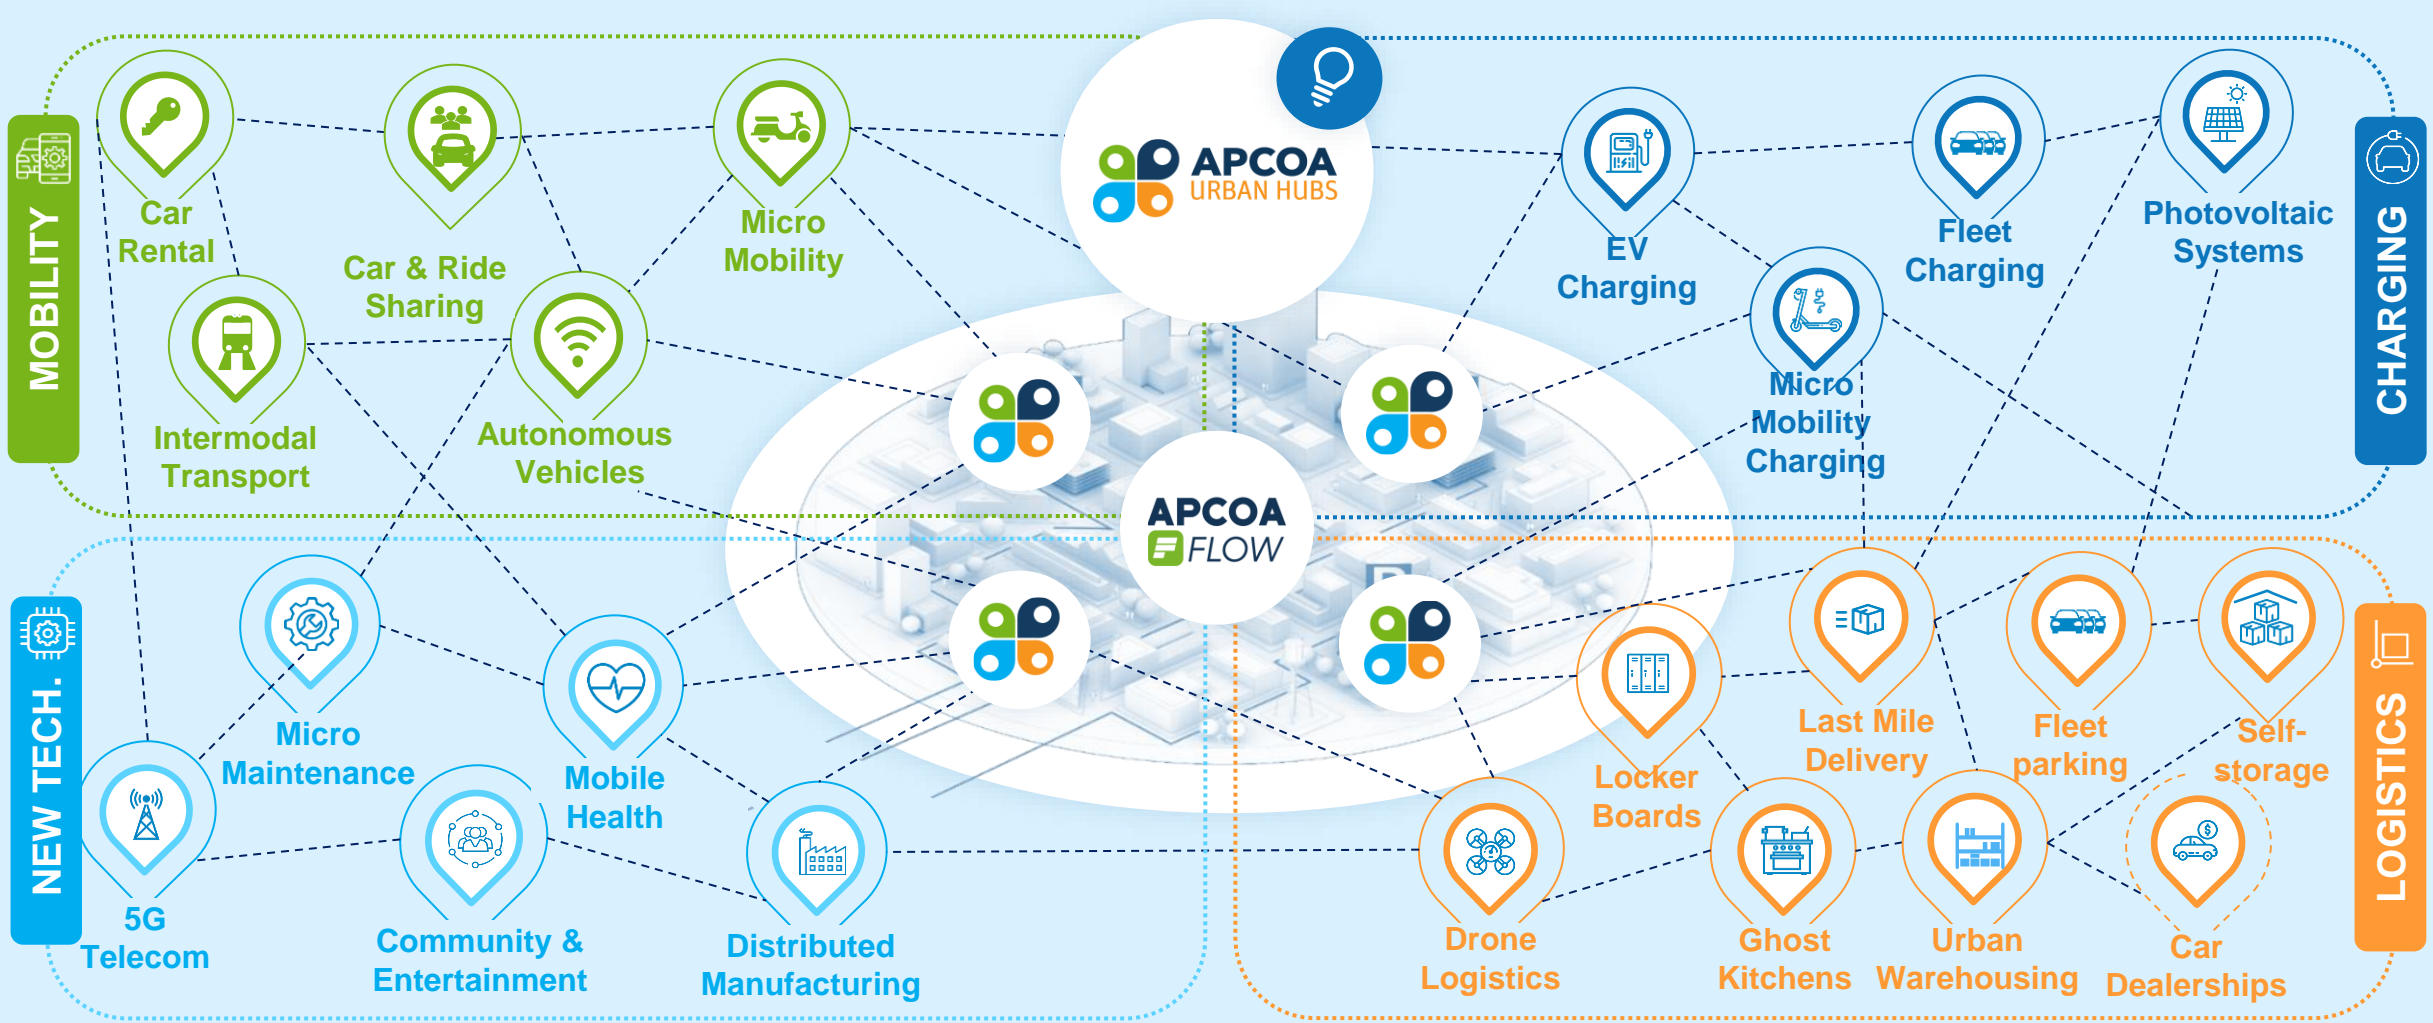 APCOA
URBAN HUBS
MOBILITY
Car
Rental
Car & Ride
Sharing
Micro
Mobility
Intermodal
Transport
Autonomous
Vehicles
CHARGING
EV
Charging
Fleet
Charging
Photovoltaic
Systems
Micro
Mobility
Charging
APCOA
FLOW
NEW TECH.
Micro
Maintenance
Mobile
Health
5G
Telecom
Community &
Entertainment
Distributed
Manufacturing
LOGISTICS
Last Mile
Delivery
Fleet
parking
Self-
storage
Locker
Boards
Drone
Logistics
Ghost
Kitchens
Urban
Warehousing
Car
Dealerships